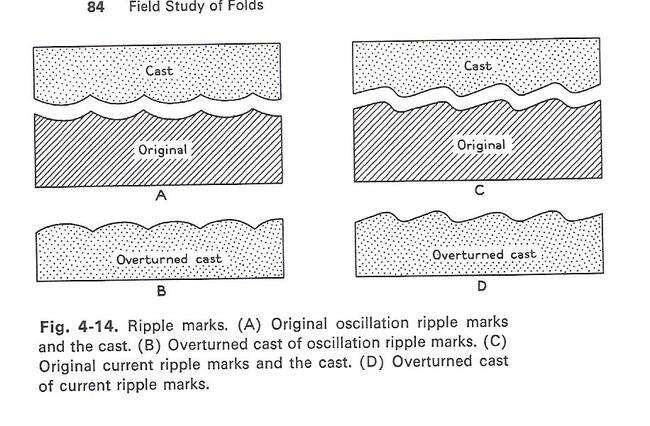 84 Field Study of Folds
Cast
Cast
Original
Original
A
C
Overturned cast
Overturned cast
B
D
Fig. 4-14. Ripple marks. (A) Original oscillation ripple marks
and the cast. (B) Overturned cast of oscillation ripple marks. (C)
Original current ripple marks and the cast. (D) Overturned cast
of current ripple marks.